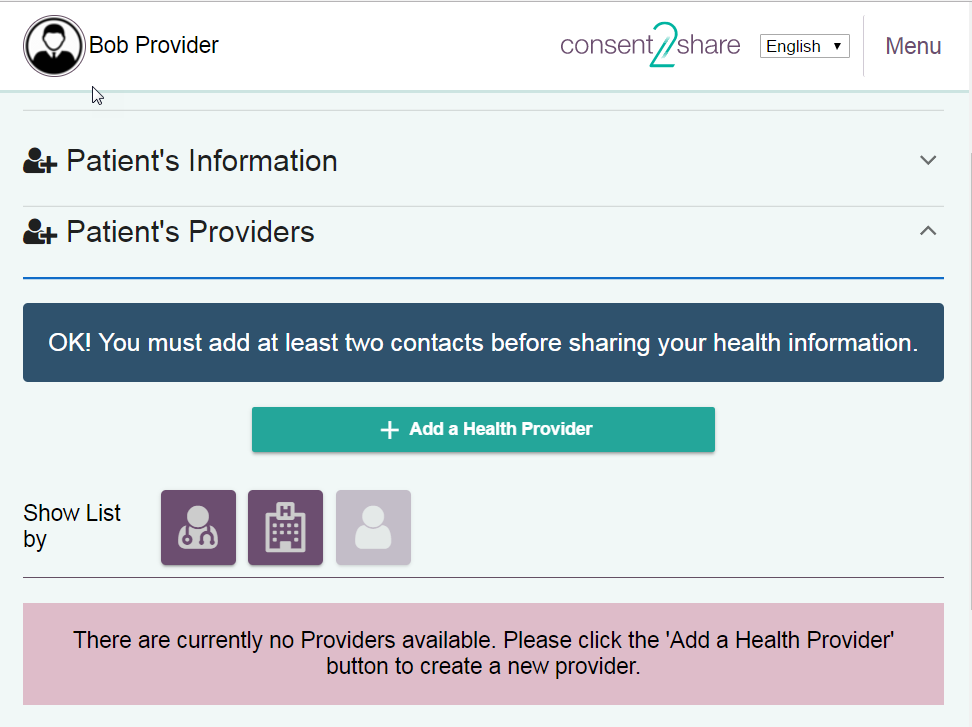 Bob Provider
consent2share
English
Menu
Patient's Information
Patient's Providers
OK! You must add at least two contacts before sharing your health information.
Add a Health Provider
Show List
by
H
There are currently no Providers available. Please click the 'Add a Health Provider'
button to create a new provider.